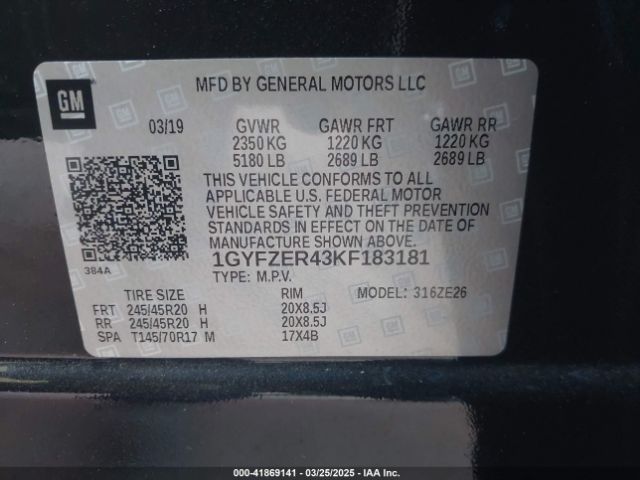 GM
MFD BY GENERAL MOTORS LLC
03/19 GVWR GAWR FRT GAWR RR
2350 KG 1220 KG 1220 KG
5180 LB 2689 LB 2689 LB
THIS VEHICLE CONFORMS TO ALL
APPLICABLE U.S. FEDERAL MOTOR
VEHICLE SAFETY AND THEFT PREVENTION
STANDARDS IN EFFECT ON THE DATE OF
MANUFACTURE SHOWN ABOVE.
384A
1GYFZER43KF183181
TYPE: M.P.V.
TIRE SIZE RIM MODEL: 316ZE26
FRT 245/45R20 H 20X8.5J
RR 245/45R20 H 20X8.5J
SPA T145/70R17 M 17X4B
000-41869141 — 03/25/2025 — IAA Inc.